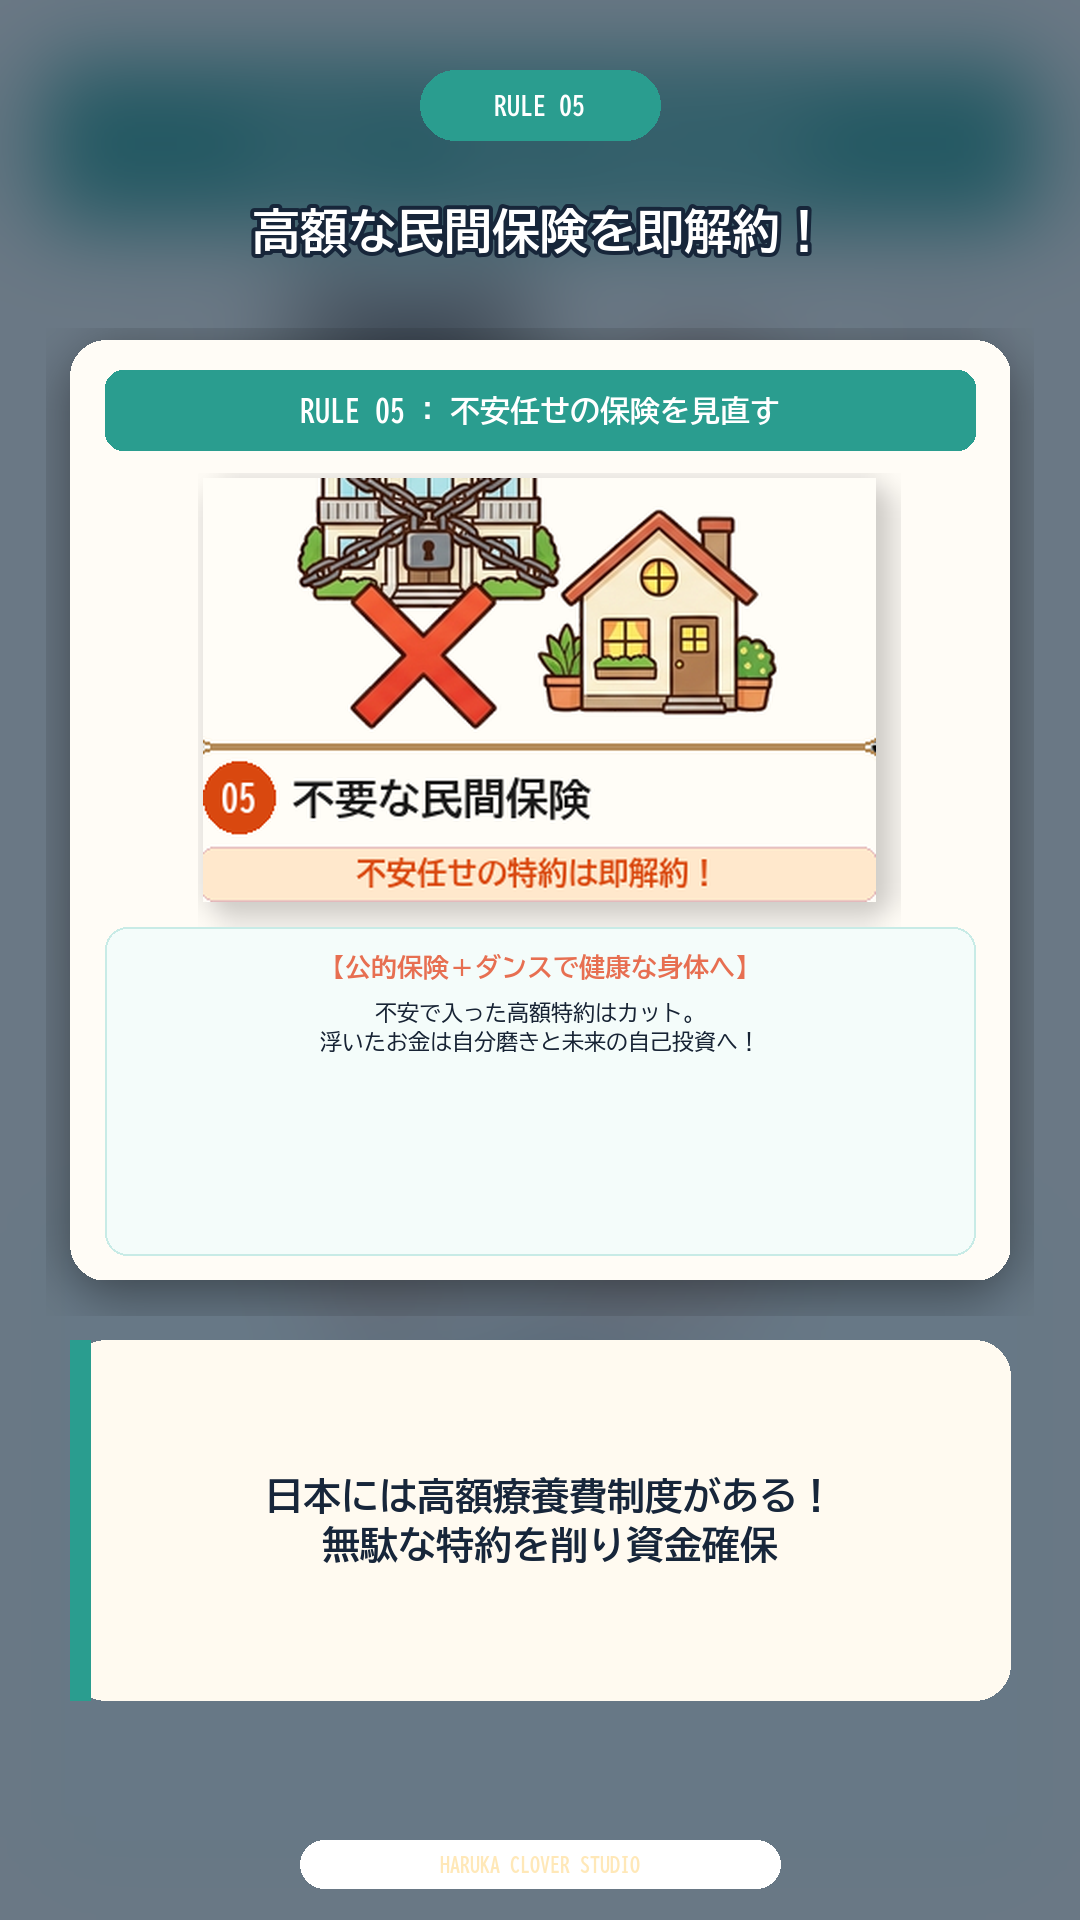 RULE 05
高額な民間保険を即解約！
RULE 05 : 不安任せの保険を見直す
05 不要な民間保険
不安任せの特約は即解約！
【公的保険＋ダンスで健康な身体へ】
不安で入った高額特約はカット。
浮いたお金は自分磨きと未来の自己投資へ！
日本には高額療養費制度がある！
無駄な特約を削り資金確保
HARUKA CLOVER STUDIO